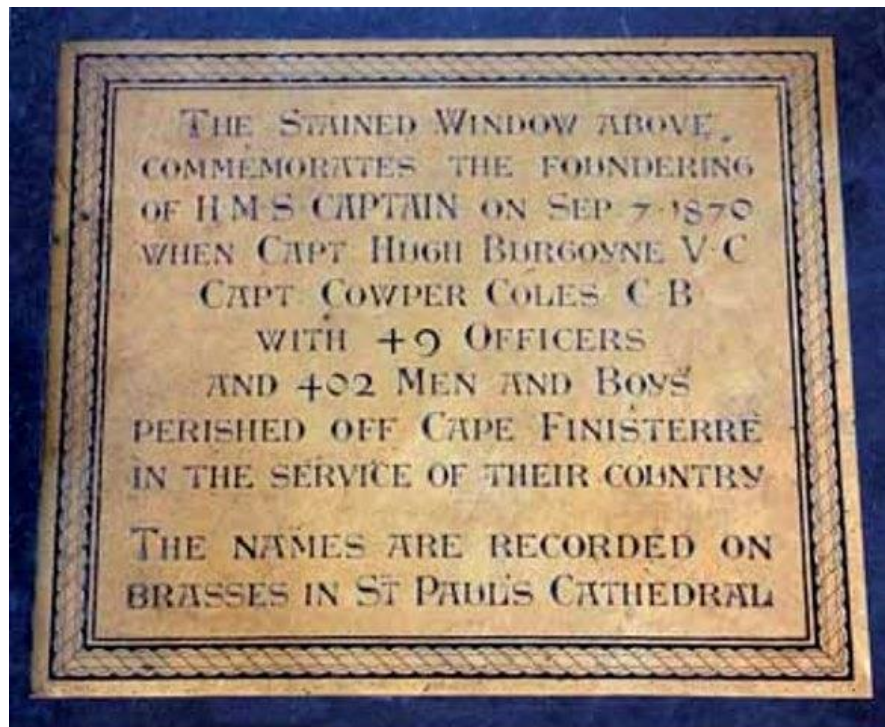 THE STAINED WINDOW ABOVE
COMMEMORATES THE FOUNDERING
OF H·M·S CAPTAIN ON SEP 7·1870
WHEN CAPT HUGH BURGOYNE V·C
CAPT COWPER COLES C·B
WITH 49 OFFICERS
AND 402 MEN AND BOYS
PERISHED OFF CAPE FINISTERRE
IN THE SERVICE OF THEIR COUNTRY
THE NAMES ARE RECORDED ON
BRASSES IN ST PAUL'S CATHEDRAL